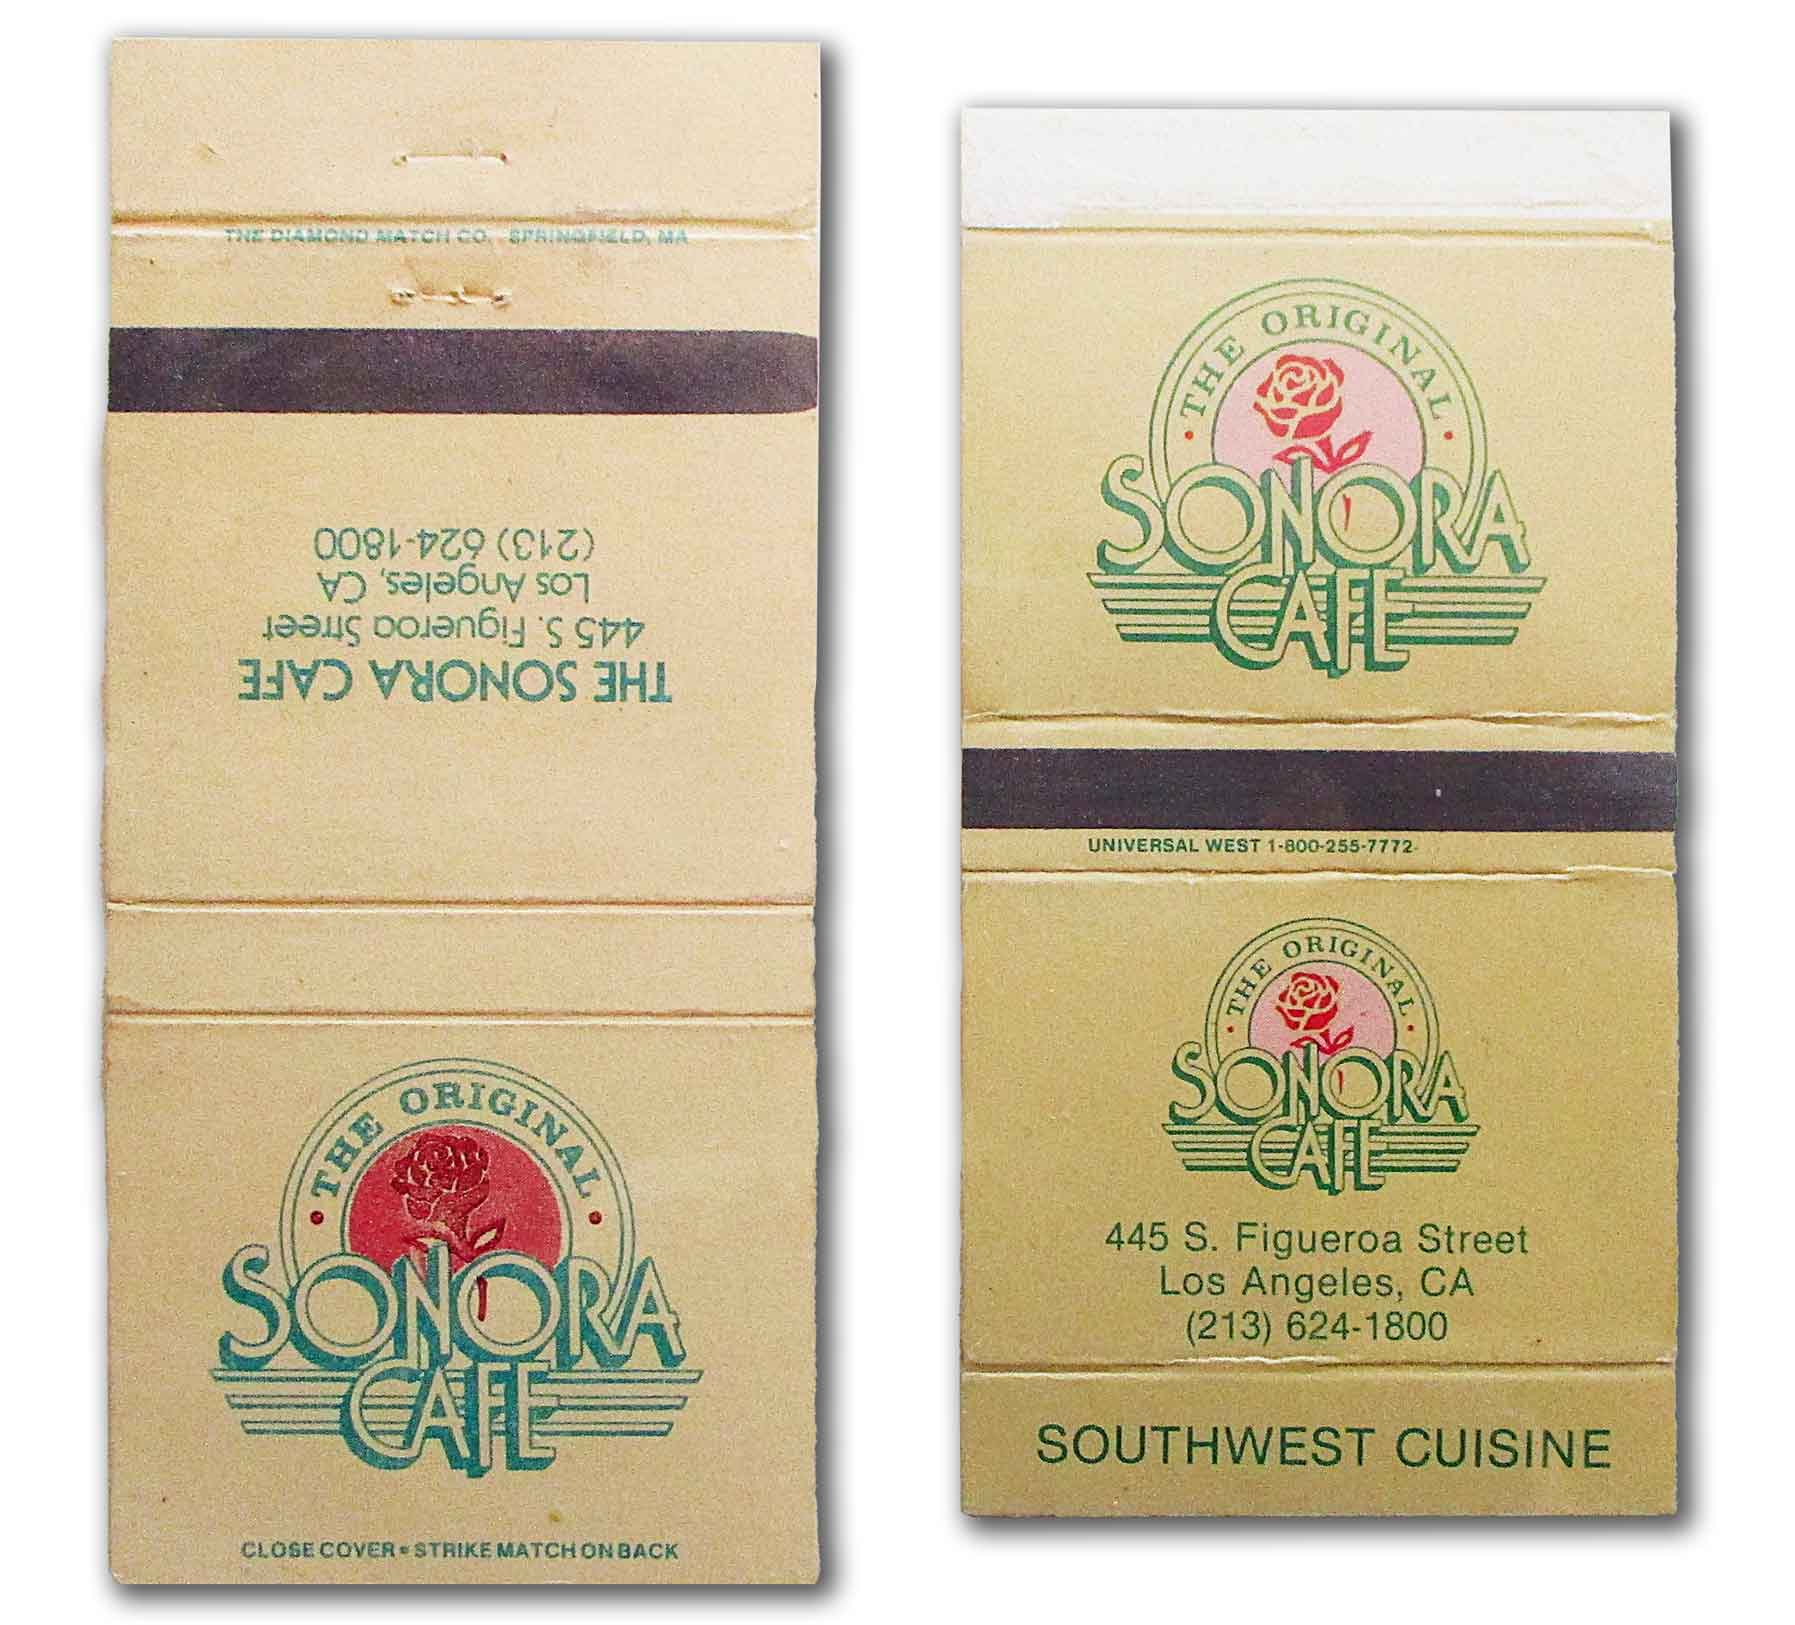 THE DIAMOND MATCH CO. SPRINGFIELD, MA
THE SONORA CAFE
445 S. Figueroa Street
Los Angeles, CA
(213) 624-1800
• THE ORIGINAL •
SONORA
CAFE
CLOSE COVER • STRIKE MATCH ON BACK
• THE ORIGINAL •
SONORA
CAFE
UNIVERSAL WEST 1-800-255-7772
• THE ORIGINAL •
SONORA
CAFE
445 S. Figueroa Street
Los Angeles, CA
(213) 624-1800
SOUTHWEST CUISINE